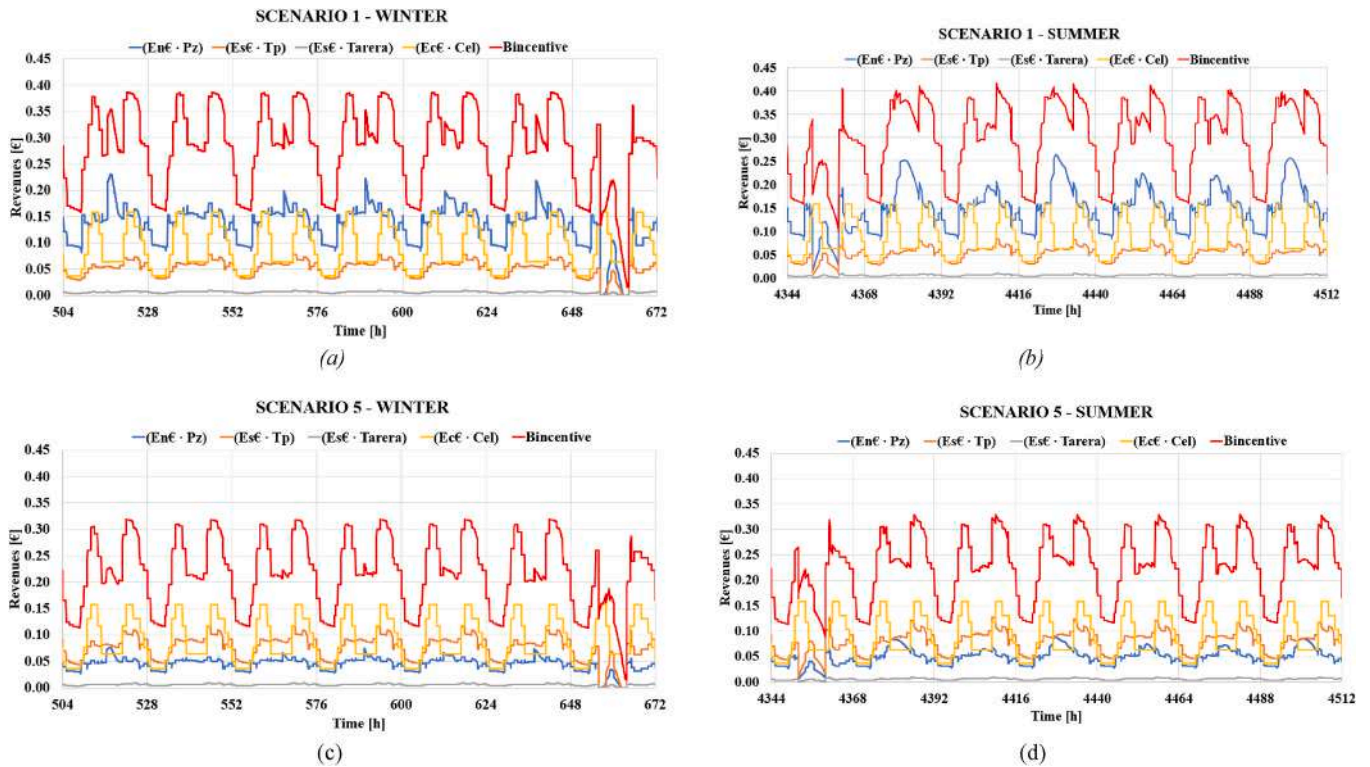 SCENARIO 1 - WINTER
(En€ · Pz) (Es€ · Tp) (Es€ · Tarera) (Ec€ · Cel) Bincentive
0.45
0.40
0.35
0.30
0.25
0.20
0.15
0.10
0.05
0.00
Revenues [€]
504 528 552 576 600 624 648 672
Time [h]
(a)
SCENARIO 1 - SUMMER
(En€ · Pz) (Es€ · Tp) (Es€ · Tarera) (Ec€ · Cel) Bincentive
0.45
0.40
0.35
0.30
0.25
0.20
0.15
0.10
0.05
0.00
Revenues [€]
4344 4368 4392 4416 4440 4464 4488 4512
Time [h]
(b)
SCENARIO 5 - WINTER
(En€ · Pz) (Es€ · Tp) (Es€ · Tarera) (Ec€ · Cel) Bincentive
0.45
0.40
0.35
0.30
0.25
0.20
0.15
0.10
0.05
0.00
Revenues [€]
504 528 552 576 600 624 648 672
Time [h]
(c)
SCENARIO 5 - SUMMER
(En€ · Pz) (Es€ · Tp) (Es€ · Tarera) (Ec€ · Cel) Bincentive
0.45
0.40
0.35
0.30
0.25
0.20
0.15
0.10
0.05
0.00
Revenues [€]
4344 4368 4392 4416 4440 4464 4488 4512
Time [h]
(d)